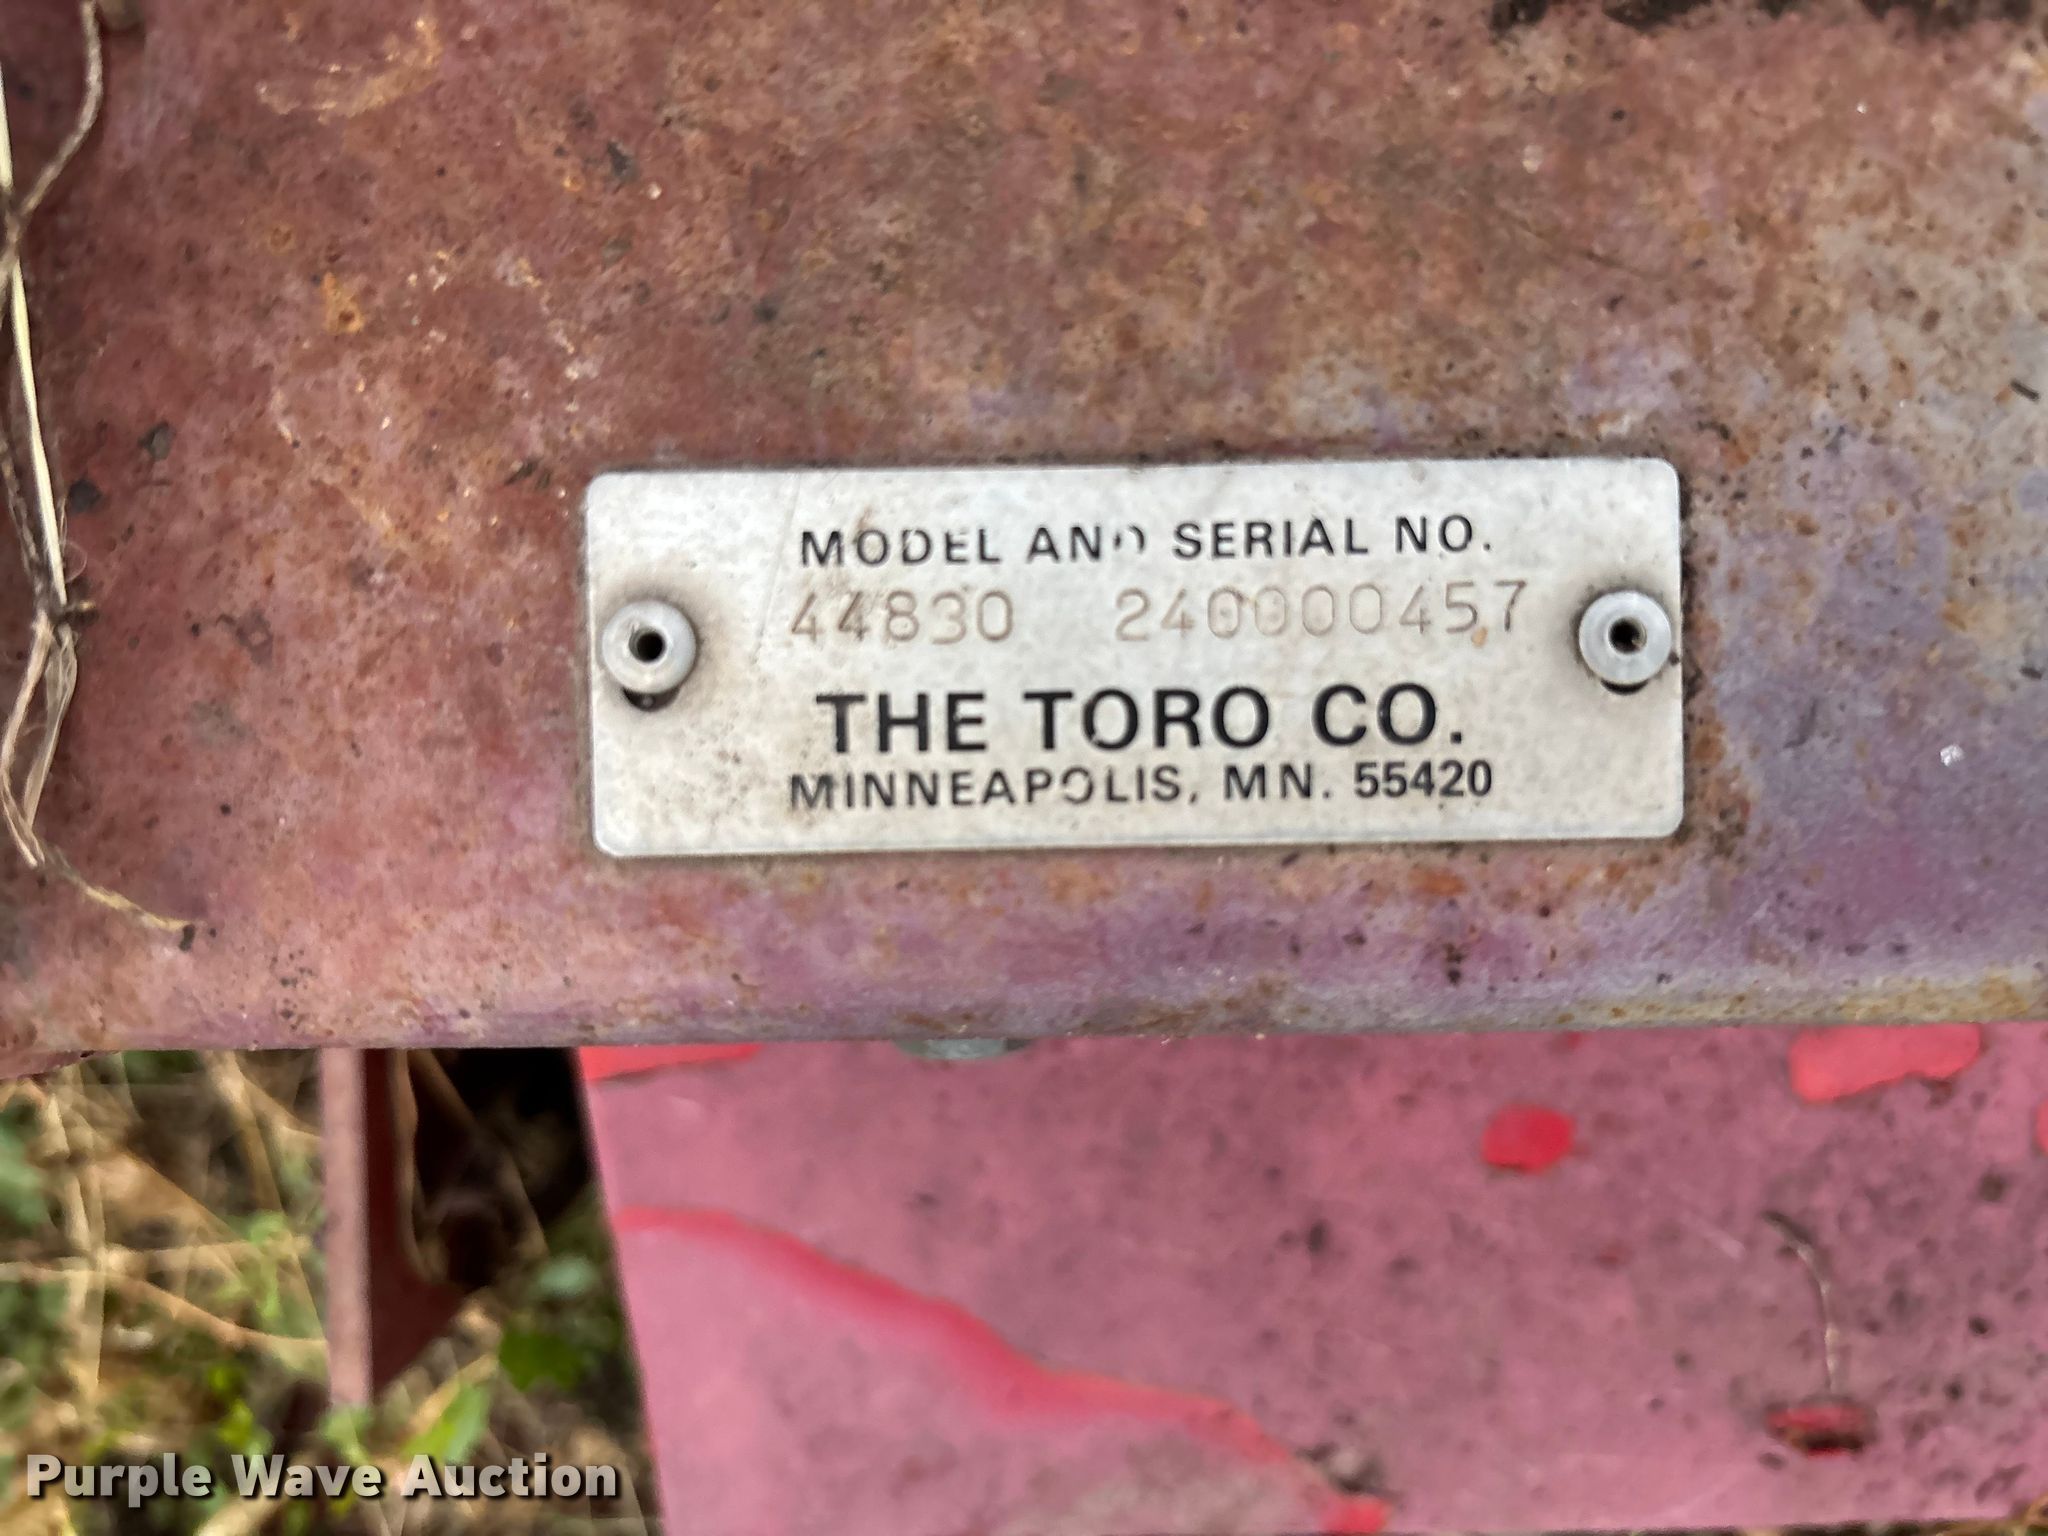 MODEL AND SERIAL NO.
44830 240000457
THE TORO CO.
MINNEAPOLIS, MN. 55420
Purple Wave Auction